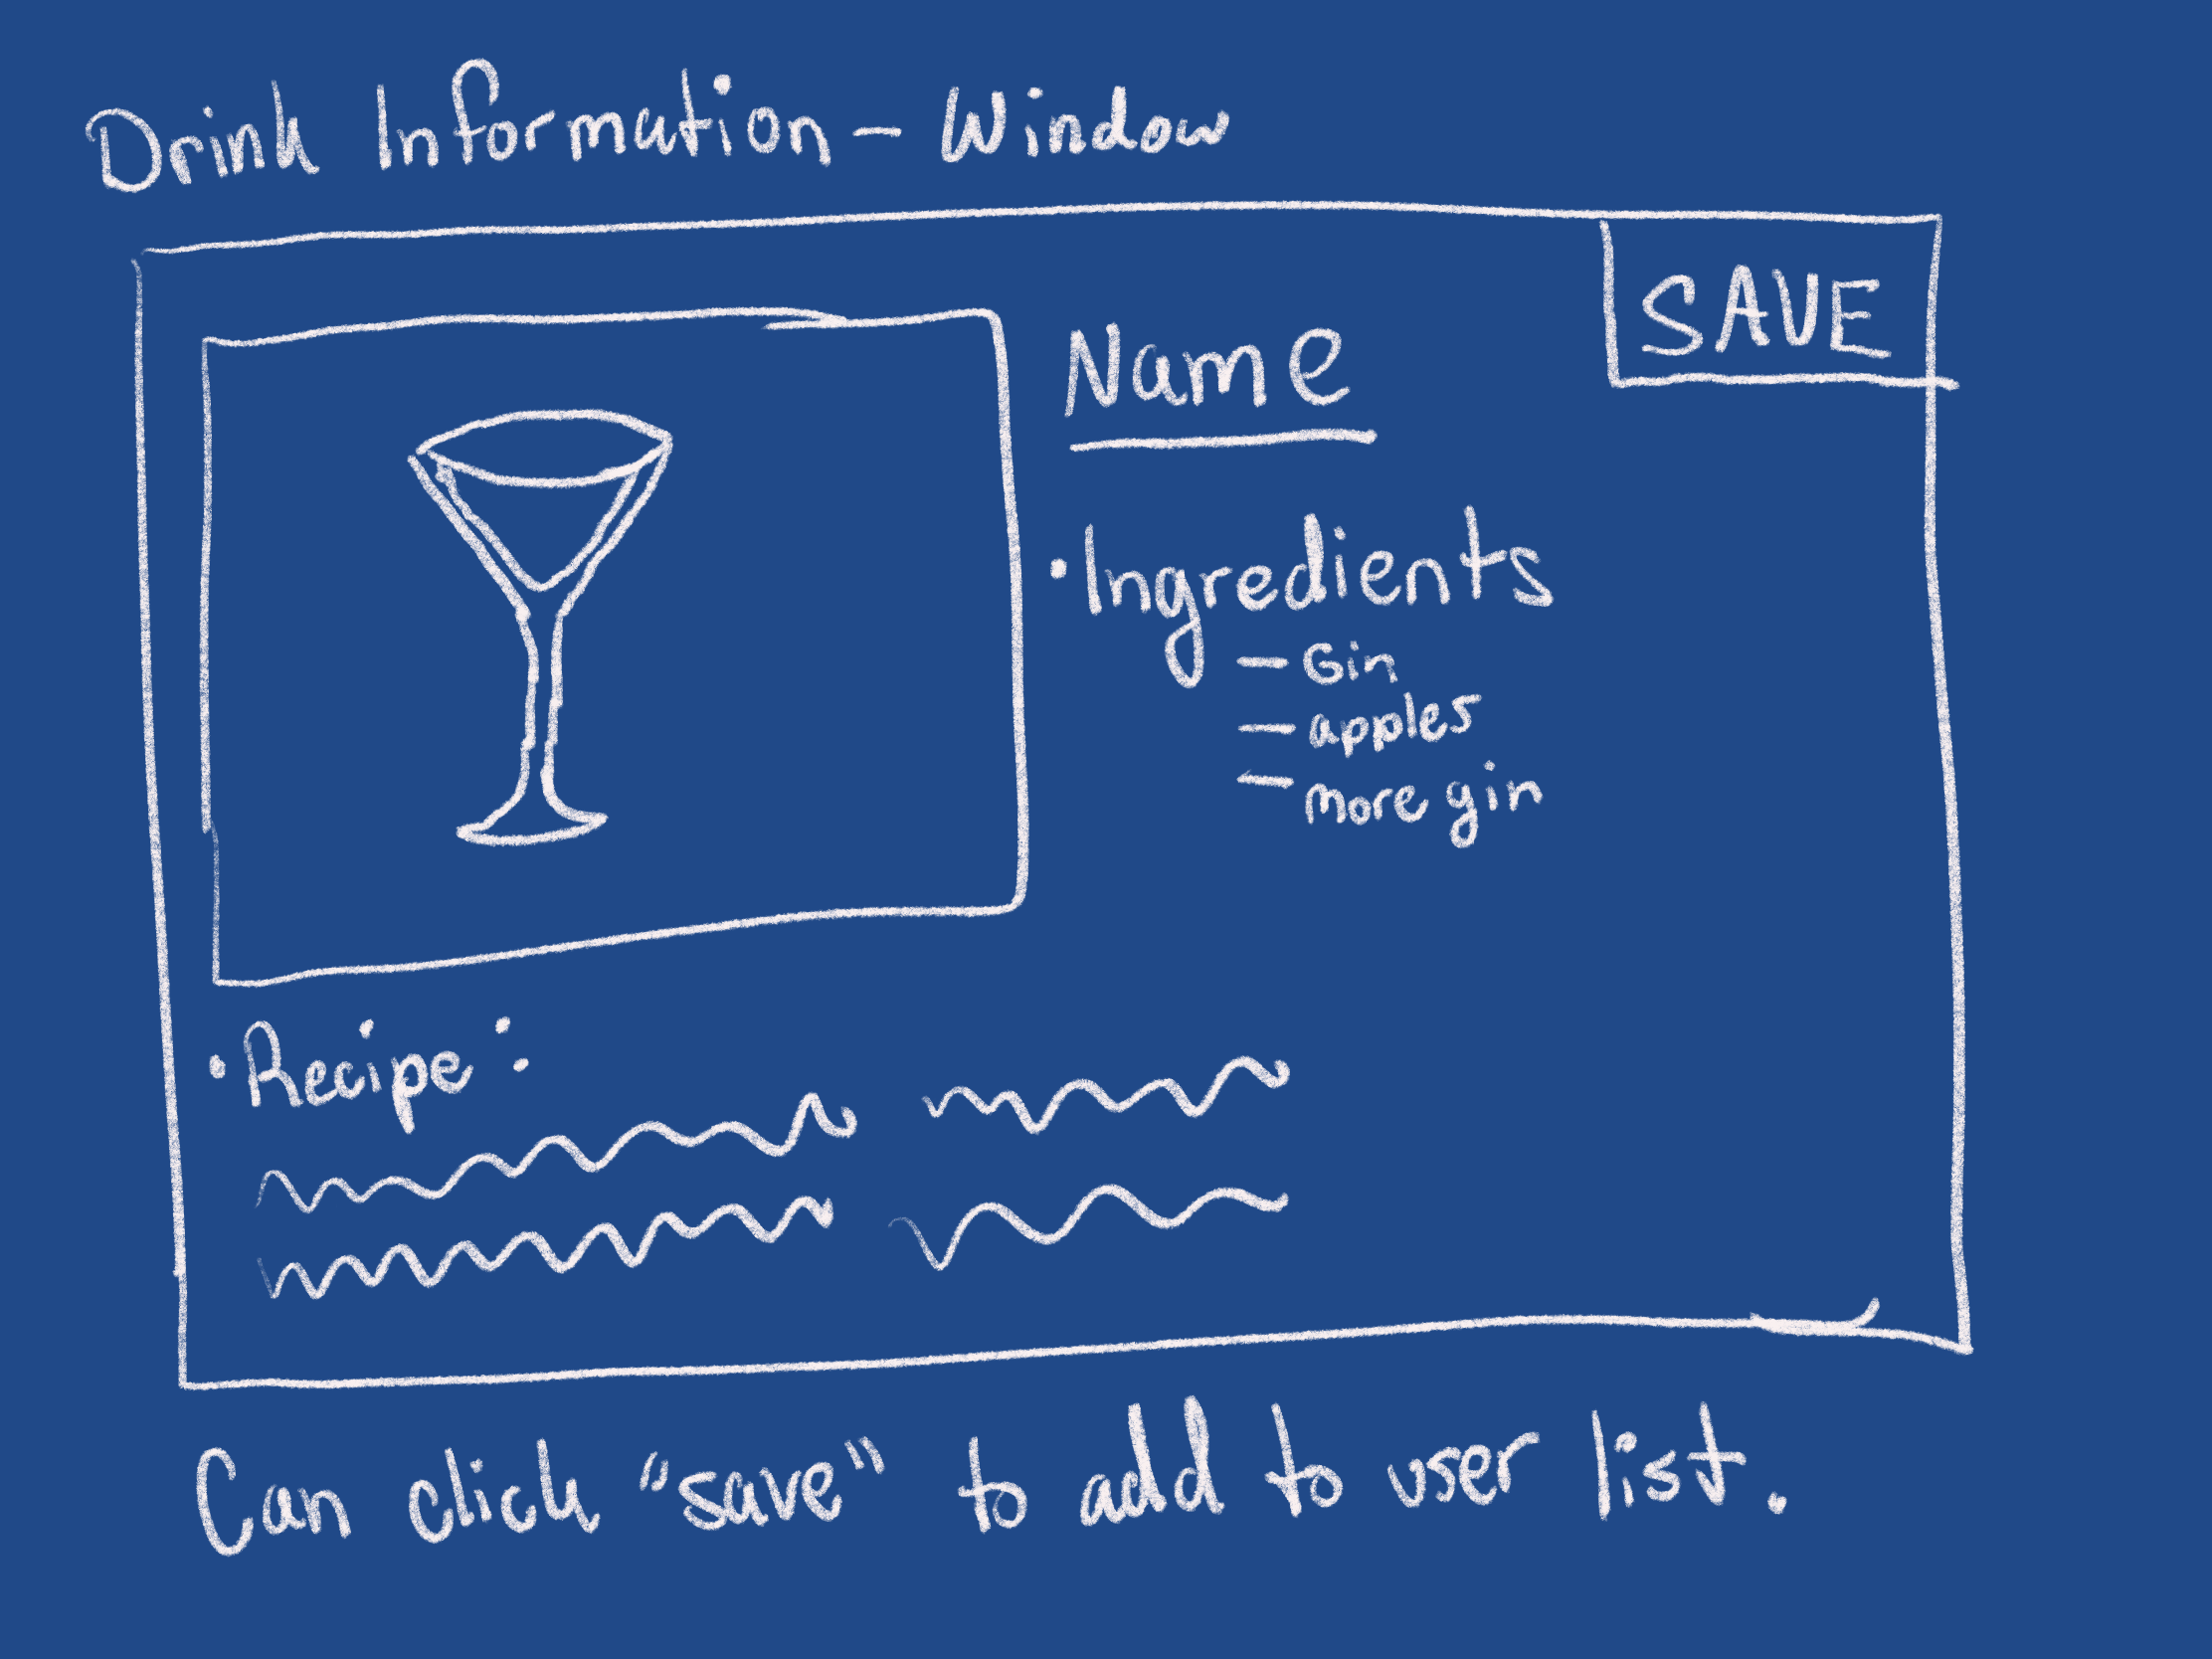 Drink Information - Window
SAVE
Name
• Ingredients
- Gin
- apples
- more gin
• Recipe:
Can click "save" to add to user list.